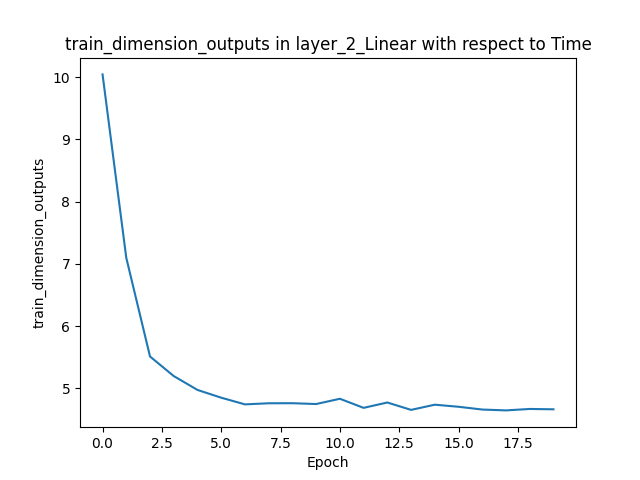 train_dimension_outputs in layer_2_Linear with respect to Time
10
9
8
7
6
5
train_dimension_outputs
0.0 2.5 5.0 7.5 10.0 12.5 15.0 17.5
Epoch